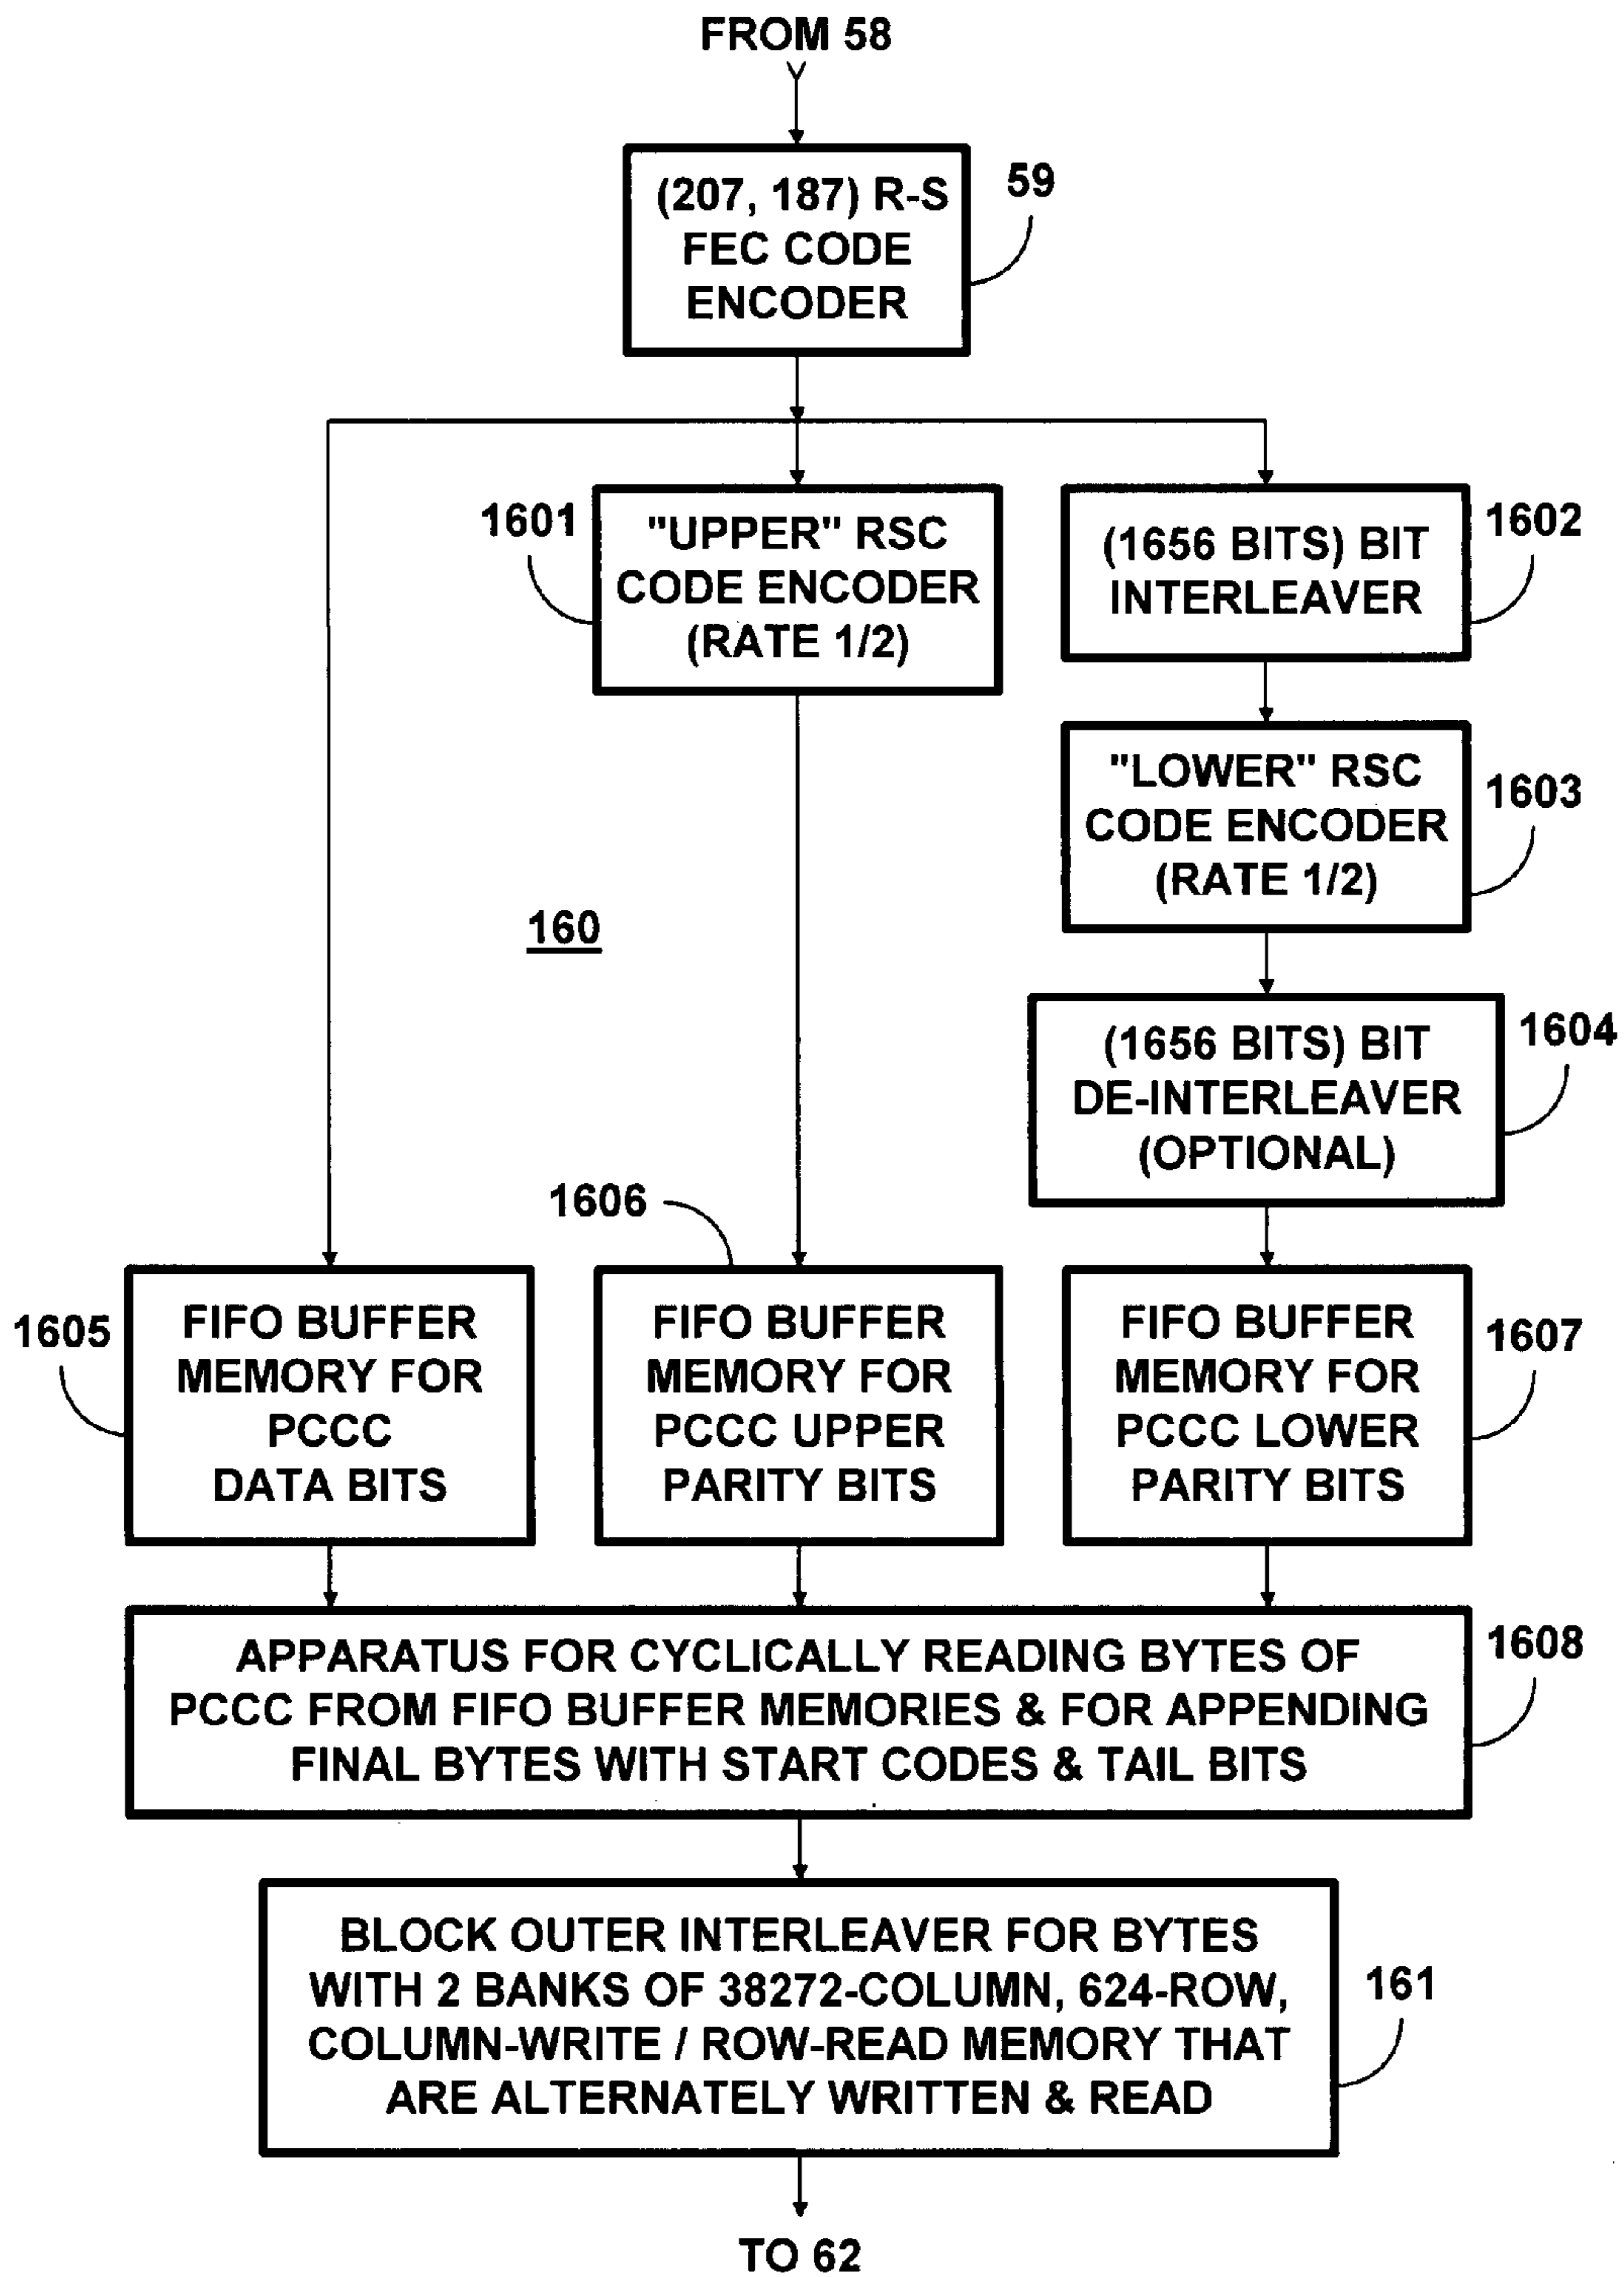 FROM 58
(207, 187) R-S
FEC CODE
ENCODER
59
1601
"UPPER" RSC
CODE ENCODER
(RATE 1/2)
(1656 BITS) BIT
INTERLEAVER
1602
"LOWER" RSC
CODE ENCODER
(RATE 1/2)
1603
160
(1656 BITS) BIT
DE-INTERLEAVER
(OPTIONAL)
1604
1606
1605
FIFO BUFFER
MEMORY FOR
PCCC
DATA BITS
FIFO BUFFER
MEMORY FOR
PCCC UPPER
PARITY BITS
FIFO BUFFER
MEMORY FOR
PCCC LOWER
PARITY BITS
1607
APPARATUS FOR CYCLICALLY READING BYTES OF
PCCC FROM FIFO BUFFER MEMORIES & FOR APPENDING
FINAL BYTES WITH START CODES & TAIL BITS
1608
BLOCK OUTER INTERLEAVER FOR BYTES
WITH 2 BANKS OF 38272-COLUMN, 624-ROW,
COLUMN-WRITE / ROW-READ MEMORY THAT
ARE ALTERNATELY WRITTEN & READ
161
TO 62